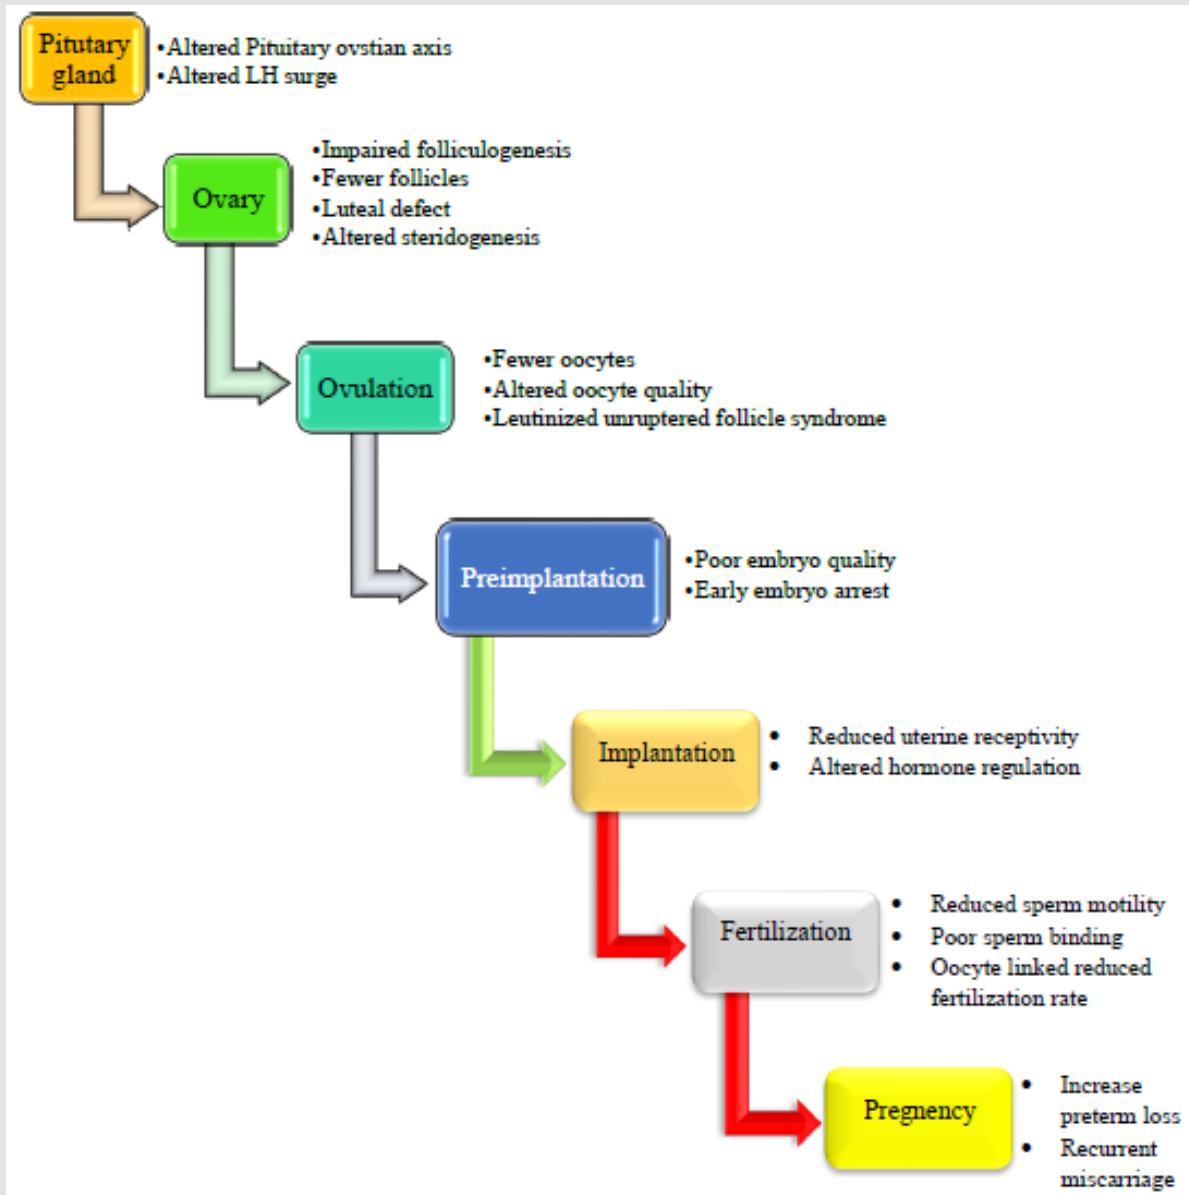 Pitutary
gland
•Altered Pituitary ovstian axis
•Altered LH surge
Ovary
•Impaired folliculogenesis
•Fewer follicles
•Luteal defect
•Altered steridogenesis
Ovulation
•Fewer oocytes
•Altered oocyte quality
•Leutinized unruptered follicle syndrome
Preimplantation
•Poor embryo quality
•Early embryo arrest
Implantation
• Reduced uterine receptivity
• Altered hormone regulation
Fertilization
• Reduced sperm motility
• Poor sperm binding
• Oocyte linked reduced
fertilization rate
Pregnency
• Increase
preterm loss
• Recurrent
miscarriage